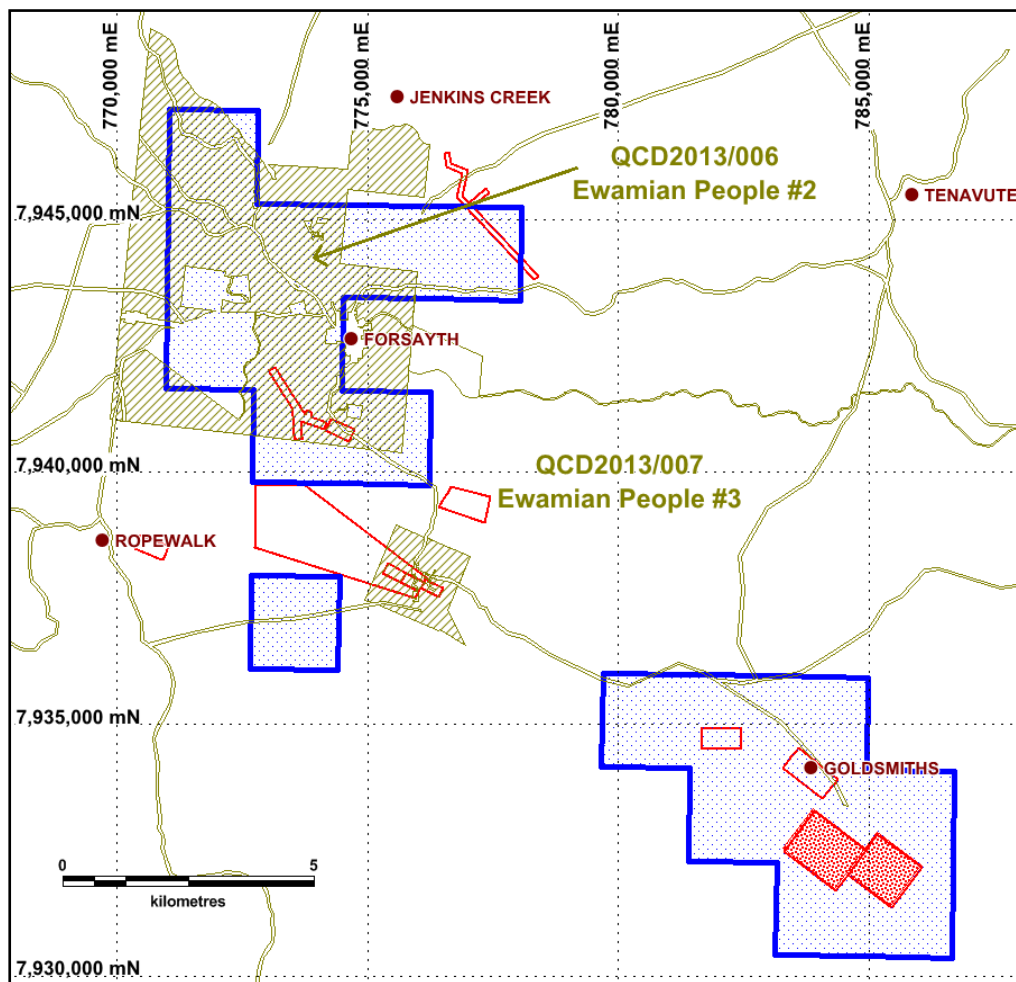 770,000 mE
775,000 mE
780,000 mE
785,000 mE
JENKINS CREEK
QCD2013/006
Ewamian People #2
TENAVUTE
7,945,000 mN
FORSAYTH
7,940,000 mN
QCD2013/007
Ewamian People #3
ROPEWALK
7,935,000 mN
GOLDSMITHS
0 5
kilometres
7,930,000 mN